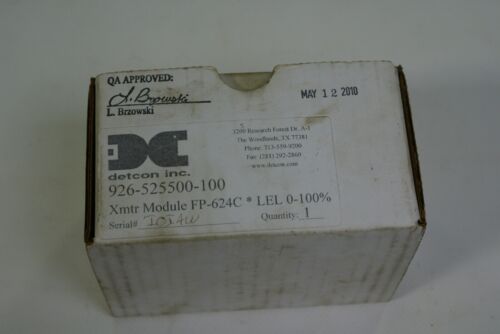 QA APPROVED:
L. Brzowski
L. Brzowski
MAY 12 2010
3200 Research Forest Dr. A-1
The Woodlands, TX 77381
Phone: 713-559-9200
Fax: (281) 292-2860
www.detcon.com
detcon inc.
926-525500-100
Xmtr Module FP-624C * LEL 0-100%
Serial#
Quantity: 1